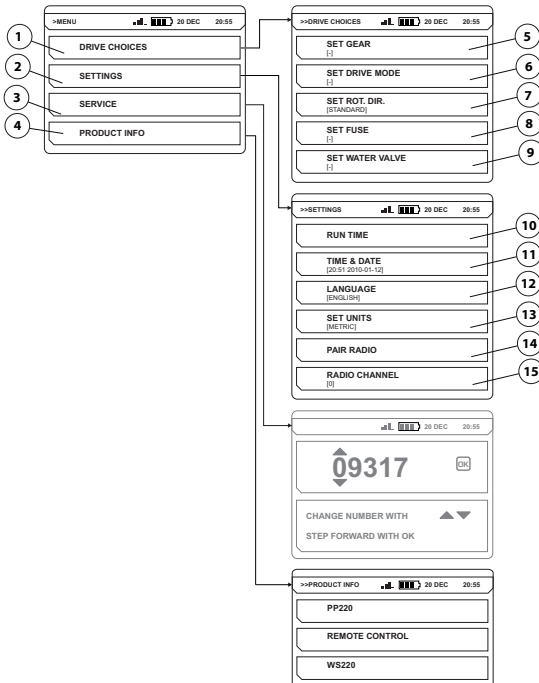 >MENU 20 DEC 20:55
1 DRIVE CHOICES
2 SETTINGS
3 SERVICE
4 PRODUCT INFO
>>DRIVE CHOICES 20 DEC 20:55
SET GEAR 5
[-]
SET DRIVE MODE 6
[-]
SET ROT. DIR. 7
[STANDARD]
SET FUSE 8
[-]
SET WATER VALVE 9
[-]
>>SETTINGS 20 DEC 20:55
RUN TIME 10
TIME & DATE 11
[20:51 2010-01-12]
LANGUAGE 12
[ENGLISH]
SET UNITS 13
[METRIC]
PAIR RADIO 14
RADIO CHANNEL 15
[0]
20 DEC 20:55
09317 OK
CHANGE NUMBER WITH
STEP FORWARD WITH OK
>>PRODUCT INFO 20 DEC 20:55
PP220
REMOTE CONTROL
WS220